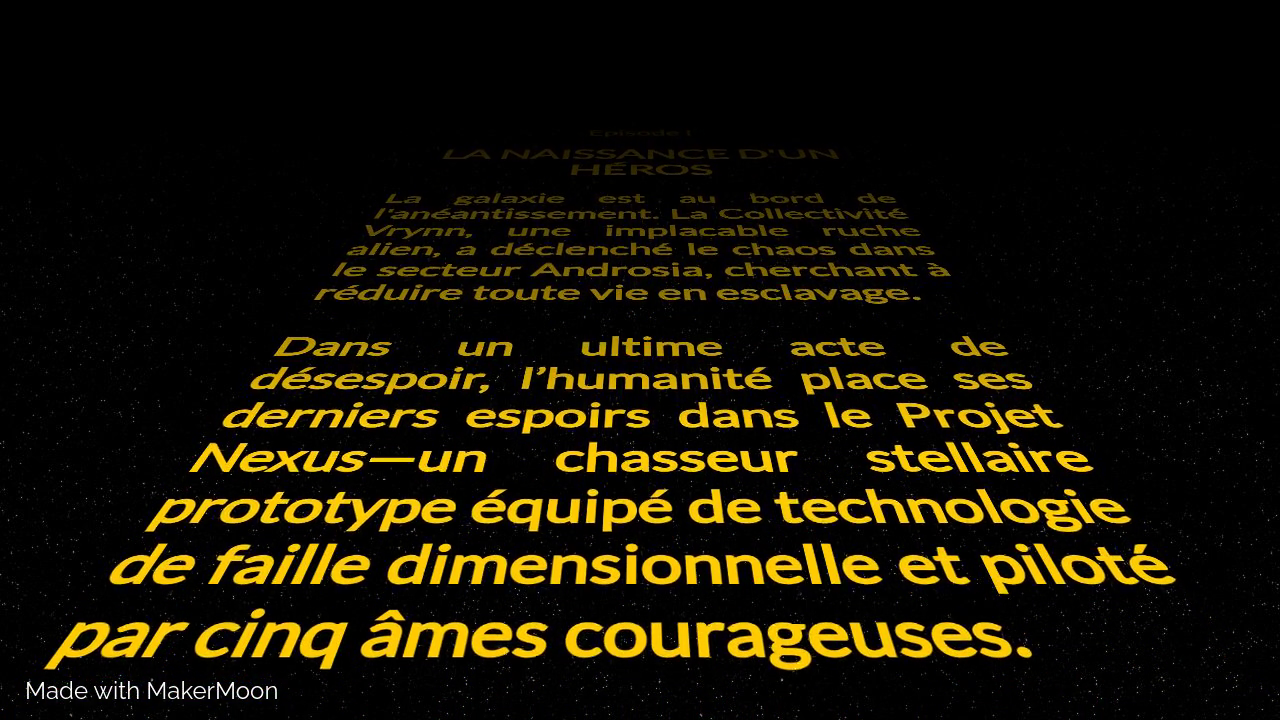 Episode I
LA NAISSANCE D'UN
HÉROS
La galaxie est au bord de
l'anéantissement. La Collectivité
Vrynn, une implacable ruche
alien, a déclenché le chaos dans
le secteur Androsia, cherchant à
réduire toute vie en esclavage.
Dans un ultime acte de
désespoir, l’humanité place ses
derniers espoirs dans le Projet
Nexus—un chasseur stellaire
prototype équipé de technologie
de faille dimensionnelle et piloté
par cinq âmes courageuses.
Made with MakerMoon